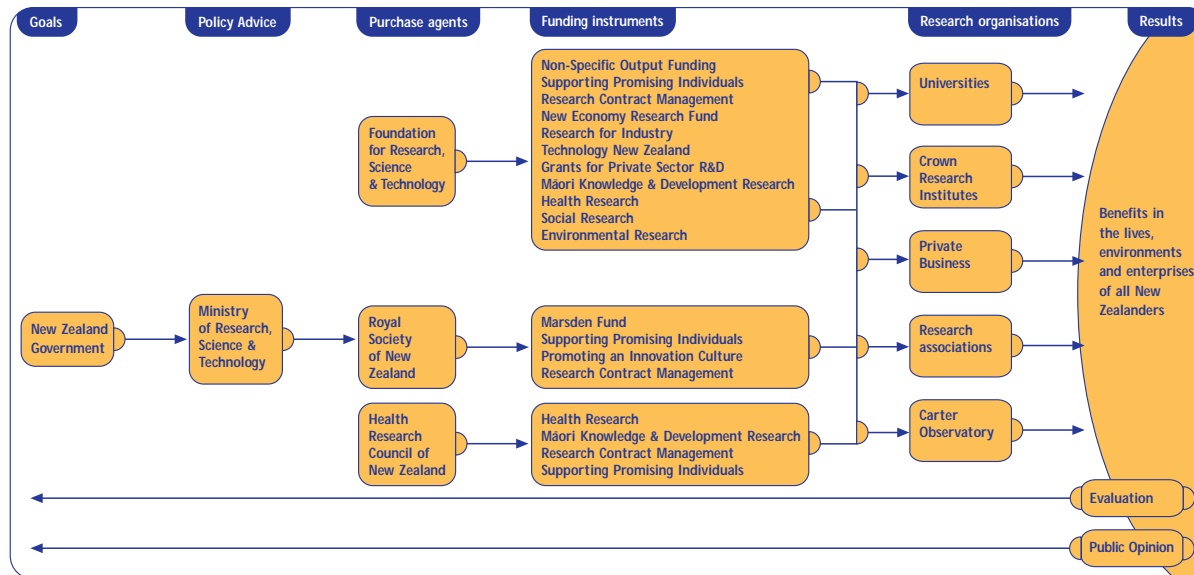 Goals
Policy Advice
Purchase agents
Funding instruments
Research organisations
Results
New Zealand
Government
Ministry
of Research,
Science &
Technology
Foundation
for Research,
Science
& Technology
Royal
Society
of New
Zealand
Health
Research
Council of
New Zealand
Non-Specific Output Funding
Supporting Promising Individuals
Research Contract Management
New Economy Research Fund
Research for Industry
Technology New Zealand
Grants for Private Sector R&D
Māori Knowledge & Development Research
Health Research
Social Research
Environmental Research
Marsden Fund
Supporting Promising Individuals
Promoting an Innovation Culture
Research Contract Management
Health Research
Māori Knowledge & Development Research
Research Contract Management
Supporting Promising Individuals
Universities
Crown
Research
Institutes
Private
Business
Research
associations
Carter
Observatory
Benefits in
the lives,
environments
and enterprises
of all New
Zealanders
Evaluation
Public Opinion